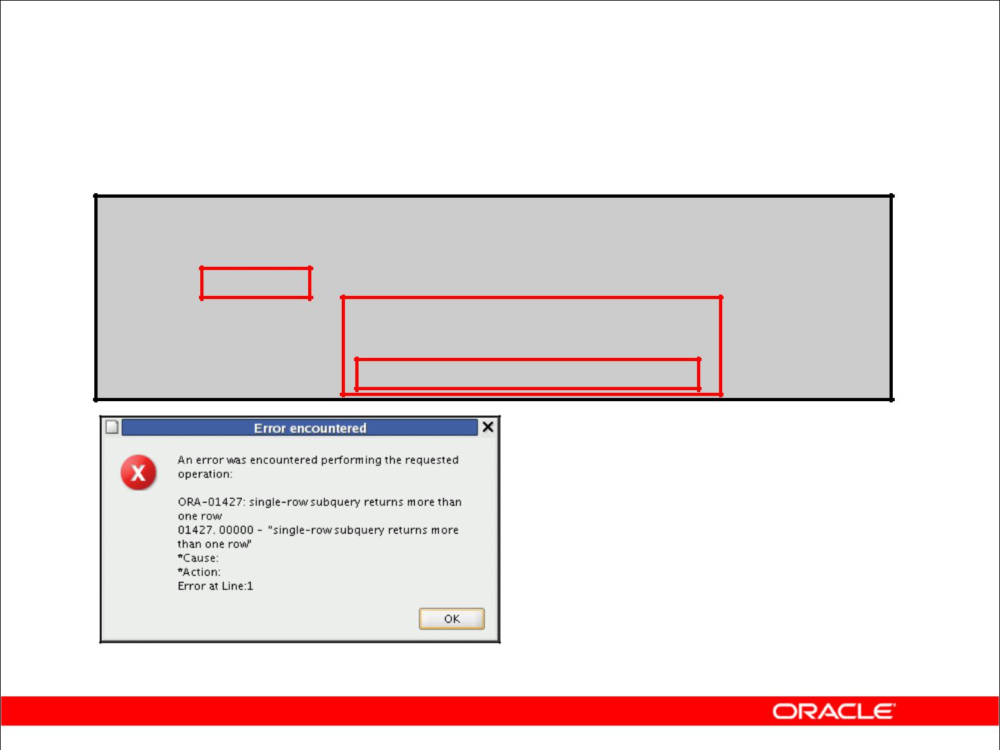 Error encountered
An error was encountered performing the requested
operation:
ORA-01427: single-row subquery returns more than
one row
01427. 00000 - "single-row subquery returns more
than one row"
*Cause:
*Action:
Error at Line:1
OK
ORACLE